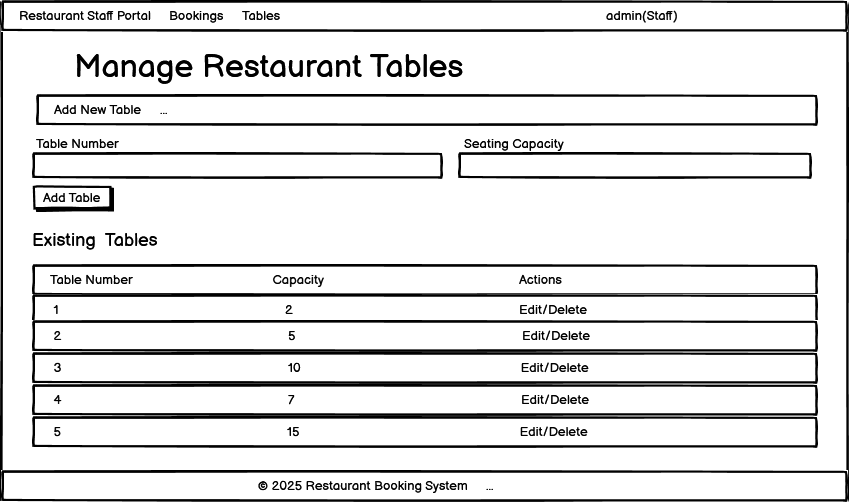 Restaurant Staff Portal Bookings Tables admin(Staff)
Manage Restaurant Tables
Add New Table ...
Table Number Seating Capacity
Add Table
Existing Tables
Table Number Capacity Actions
1 2 Edit/Delete
2 5 Edit/Delete
3 10 Edit/Delete
4 7 Edit/Delete
5 15 Edit/Delete
© 2025 Restaurant Booking System ...